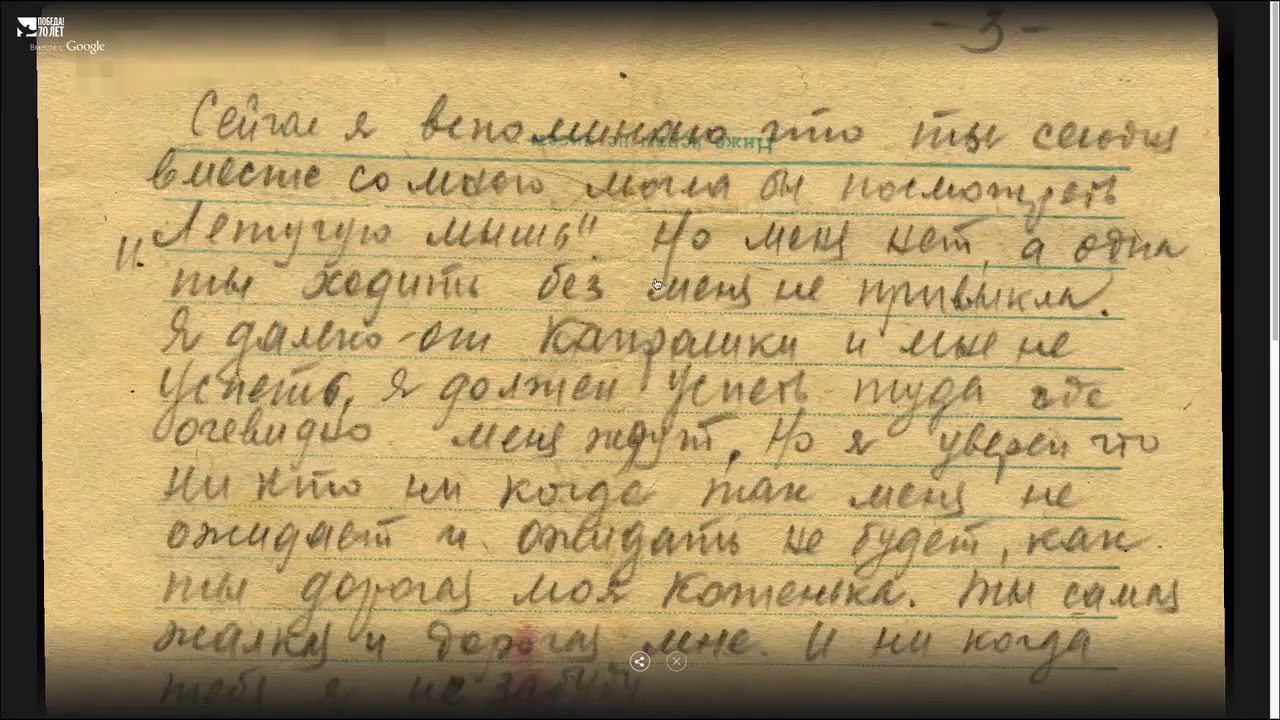 ПОБЕДА!
70 ЛЕТ
Вместе с Google
-3-
Сейчас я вспоминаю что ты сегодня
вместе со мною могла бы посмотреть
"Летучую мышь". Но меня нет, а одна
ты ходить без меня не привыкла.
Я далеко от и мне не
успеть, Я должен успеть туда где
очевидно меня ждут, Но я уверен что
ни кто ни когда так меня не
ожидает и ожидать не будет, как
ты дорогая моя Катенька. Ты самая
жалкая и дорогая мне. И ни когда
тебя я не забуду